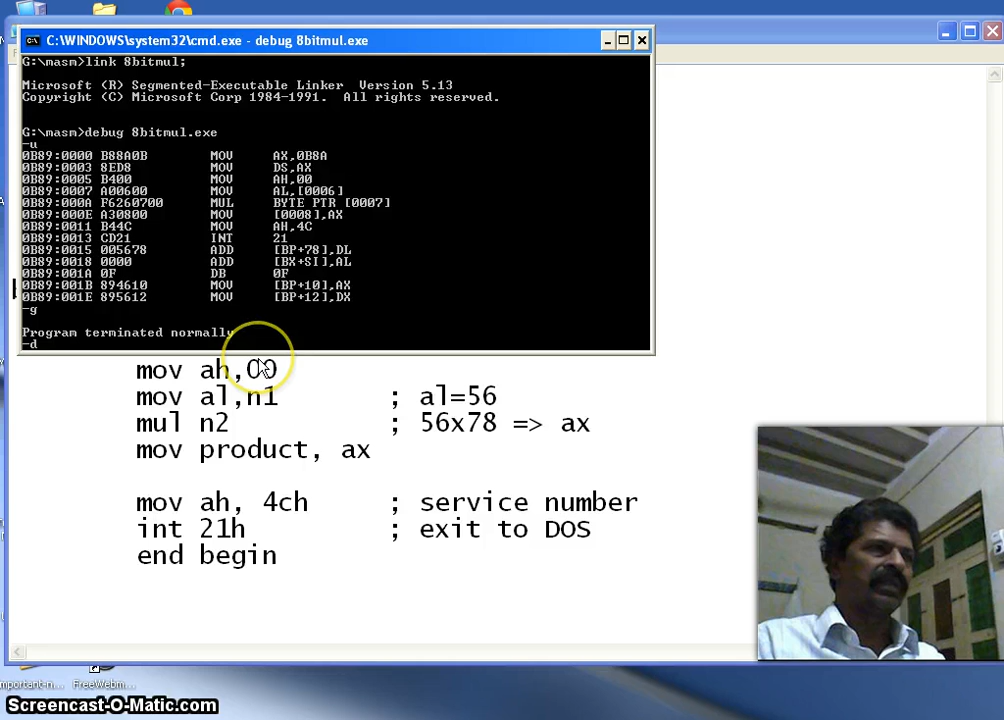 C:\WINDOWS\system32\cmd.exe - debug 8bitmul.exe
G:\masm>link 8bitmul;
Microsoft (R) Segmented-Executable Linker  Version 5.13
Copyright (C) Microsoft Corp 1984-1991.  All rights reserved.
G:\masm>debug 8bitmul.exe
-u
0B89:0000 B88A0B        MOV     AX,0B8A
0B89:0003 8ED8          MOV     DS,AX
0B89:0005 B400          MOV     AH,00
0B89:0007 A00600        MOV     AL,[0006]
0B89:000A F6260700      MUL     BYTE PTR [0007]
0B89:000E A30800        MOV     [0008],AX
0B89:0011 B44C          MOV     AH,4C
0B89:0013 CD21          INT     21
0B89:0015 005678        ADD     [BP+78],DL
0B89:0018 0000          ADD     [BX+SI],AL
0B89:001A 0F            DB      0F
0B89:001B 894610        MOV     [BP+10],AX
0B89:001E 895612        MOV     [BP+12],DX
-g
Program terminated normally
-d
mov ah,00
mov al,n1 ; al=56
mul n2 ; 56x78 => ax
mov product, ax
mov ah, 4ch ; service number
int 21h ; exit to DOS
end begin
mportant-n... FreeWebm...
Screencast-O-Matic.com